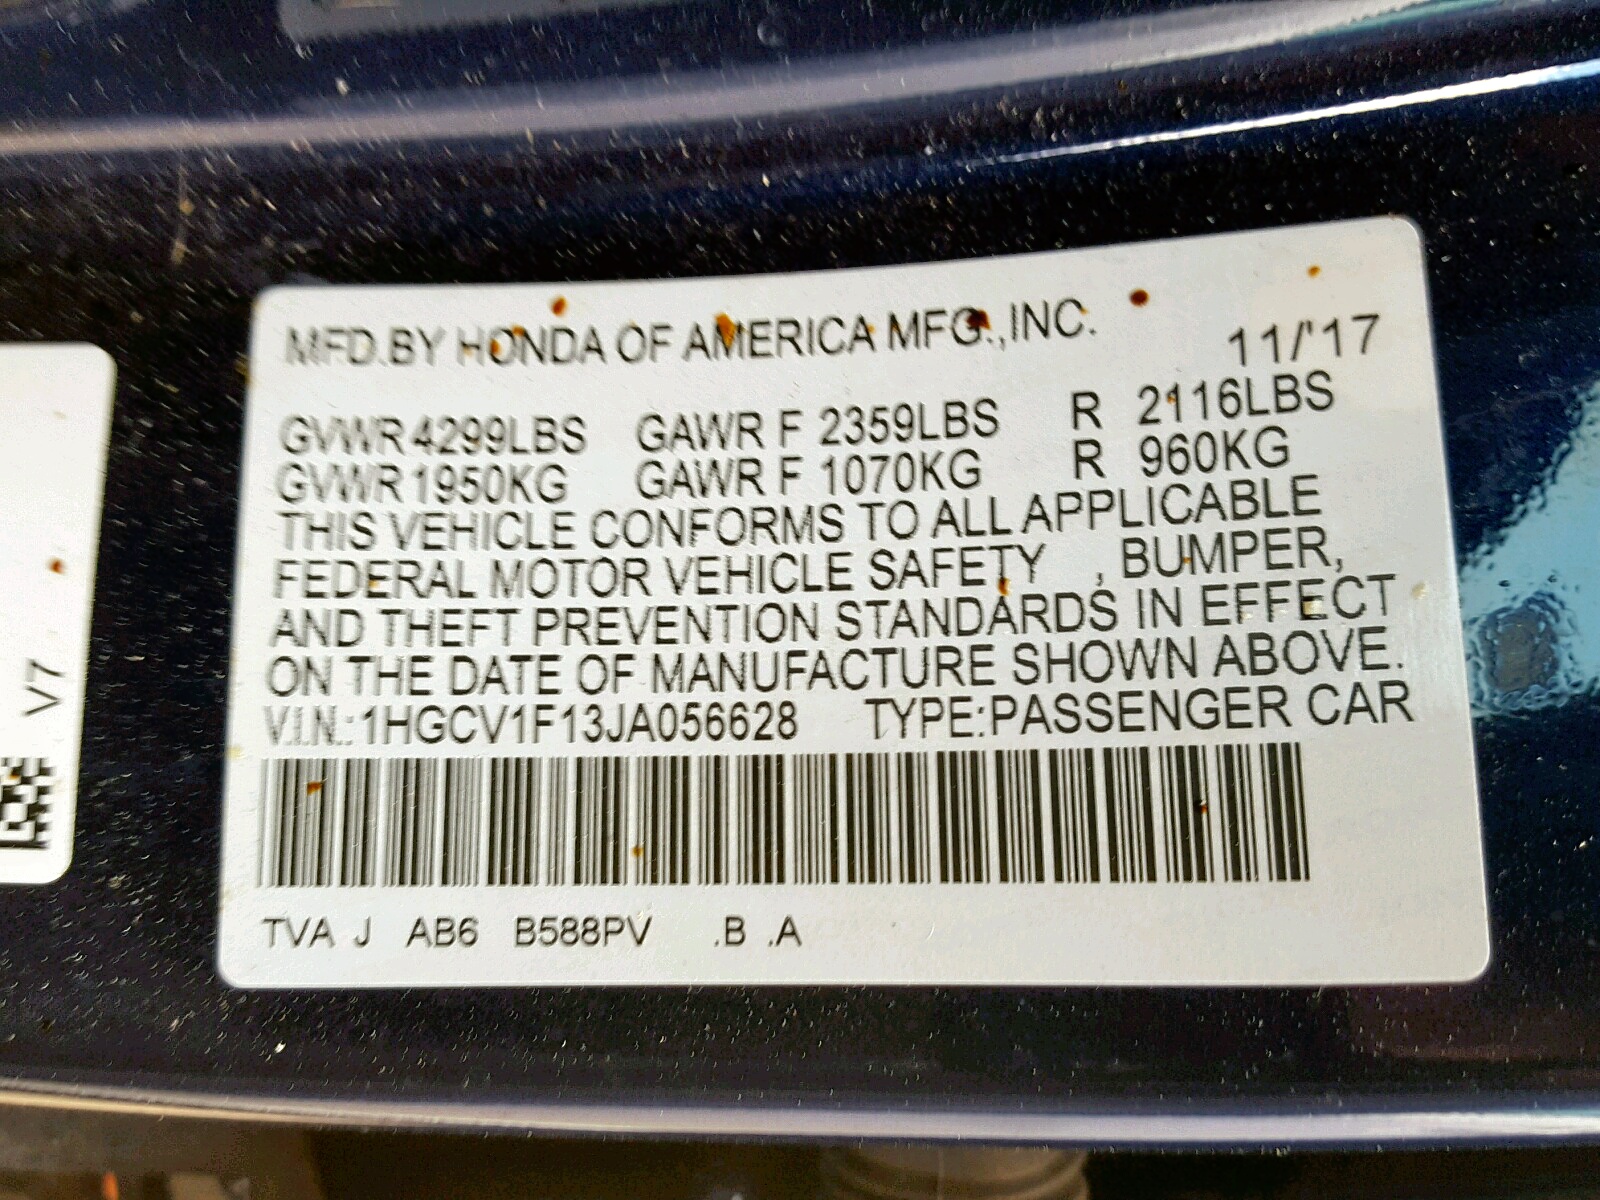 MFD.BY HONDA OF AMERICA MFG.,INC. 11/'17
GVWR 4299LBS GAWR F 2359LBS R 2116LBS
GVWR 1950KG GAWR F 1070KG R 960KG
THIS VEHICLE CONFORMS TO ALL APPLICABLE
FEDERAL MOTOR VEHICLE SAFETY , BUMPER,
AND THEFT PREVENTION STANDARDS IN EFFECT
ON THE DATE OF MANUFACTURE SHOWN ABOVE.
V.I.N.: 1HGCV1F13JA056628 TYPE:PASSENGER CAR
TVA J AB6 B588PV .B .A
V7